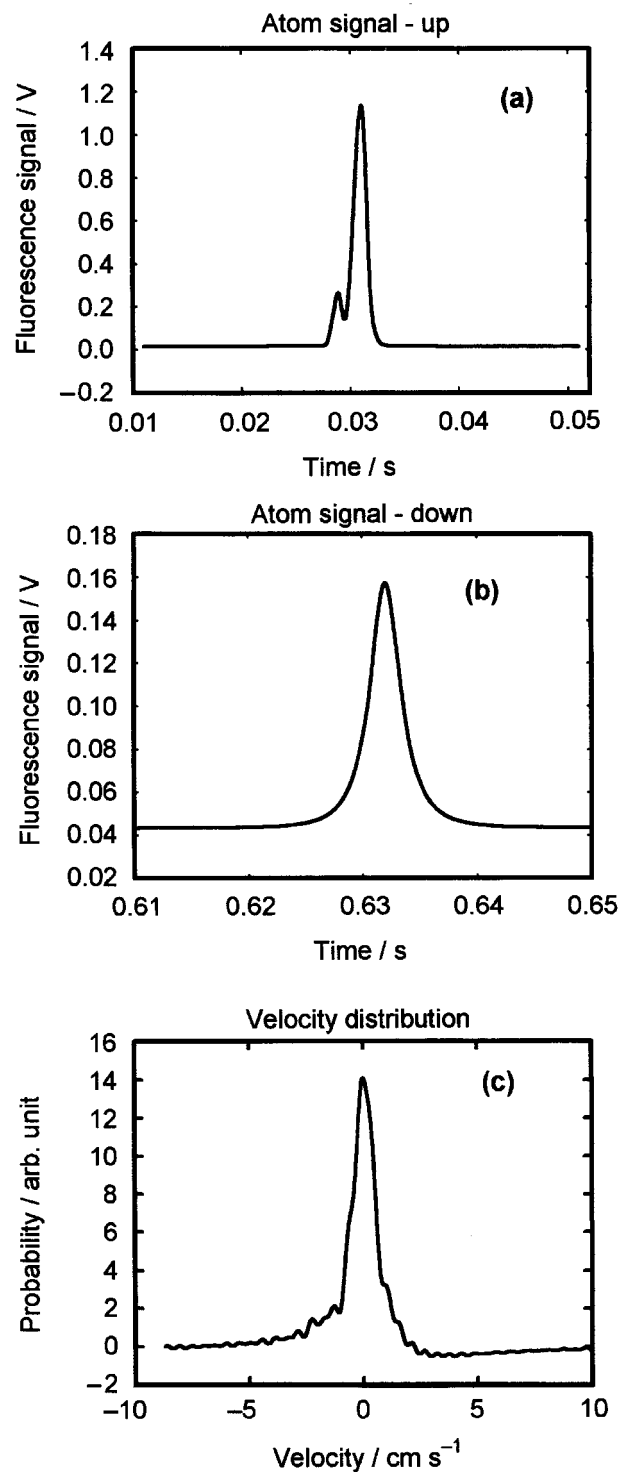 Atom signal - up
(a)
Fluorescence signal / V
1.4
1.2
1.0
0.8
0.6
0.4
0.2
0.0
−0.2
0.01 0.02 0.03 0.04 0.05
Time / s
Atom signal - down
(b)
Fluorescence signal / V
0.18
0.16
0.14
0.12
0.10
0.08
0.06
0.04
0.02
0.61 0.62 0.63 0.64 0.65
Time / s
Velocity distribution
(c)
Probability / arb. unit
16
14
12
10
8
6
4
2
0
−2
−10 −5 0 5 10
Velocity / cm s⁻¹